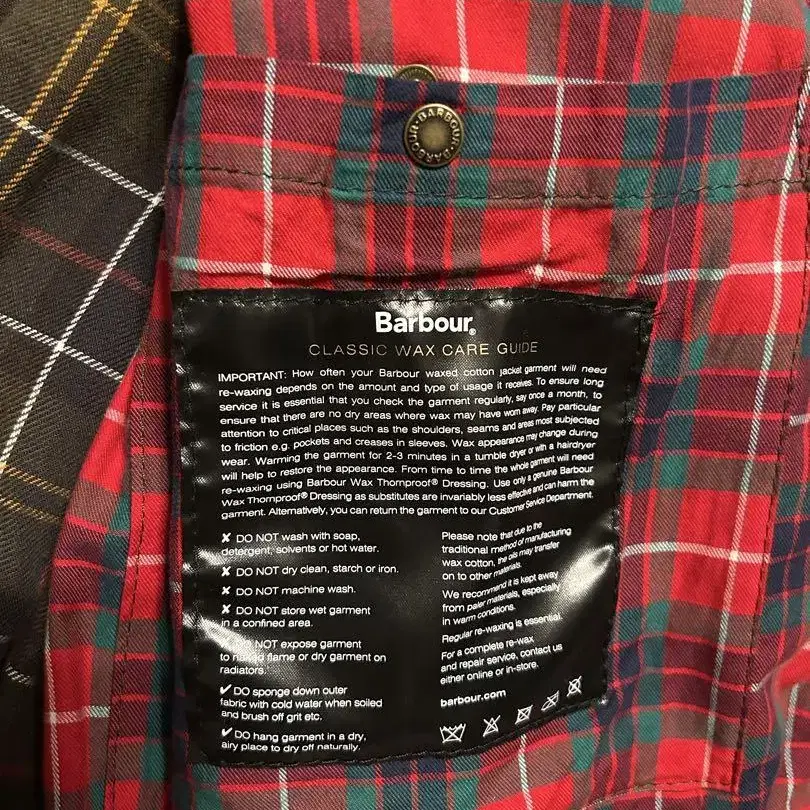 BARBOUR · BARBOUR
Barbour®
CLASSIC WAX CARE GUIDE
IMPORTANT: How often your Barbour waxed cotton jacket garment will need
re-waxing depends on the amount and type of usage it receives. To ensure long
service it is essential that you check the garment regularly, say once a month, to
ensure that there are no dry areas where wax may have worn away. Pay particular
attention to critical places such as the shoulders, seams and areas most subjected
to friction e.g. pockets and creases in sleeves. Wax appearance may change during
wear. Warming the garment for 2-3 minutes in a tumble dryer or with a hairdryer
will help to restore the appearance. From time to time the whole garment will need
re-waxing using Barbour Wax Thornproof® Dressing. Use only a genuine Barbour
Wax Thornproof® Dressing as substitutes are invariably less effective and can harm the
garment. Alternatively, you can return the garment to our Customer Service Department.
✘ DO NOT wash with soap,
detergent, solvents or hot water.
✘ DO NOT dry clean, starch or iron.
✘ DO NOT machine wash.
✘ DO NOT store wet garment
in a confined area.
DO NOT expose garment
to naked flame or dry garment on
radiators.
✔ DO sponge down outer
fabric with cold water when soiled
and brush off grit etc.
✔ DO hang garment in a dry,
airy place to dry off naturally.
Please note that due to the
traditional method of manufacturing
wax cotton, the oils may transfer
on to other materials.
We recommend it is kept away
from paler materials, especially
in warm conditions.
Regular re-waxing is essential.
For a complete re-wax
and repair service, contact us
either online or in-store.
barbour.com